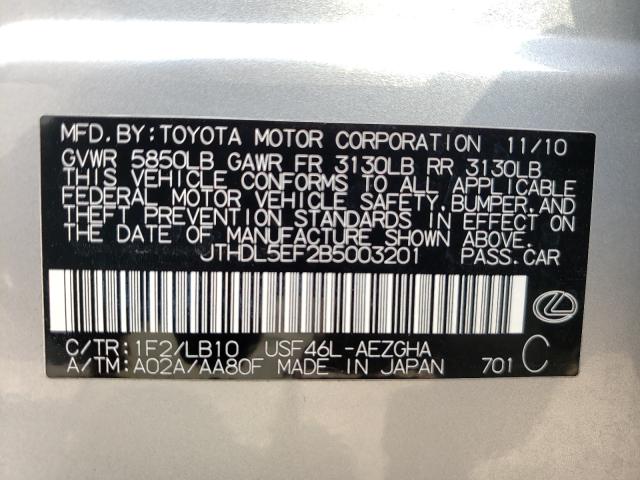 MFD. BY: TOYOTA MOTOR CORPORATION 11/10
GVWR 5850LB GAWR FR 3130LB RR 3130LB
THIS VEHICLE CONFORMS TO ALL APPLICABLE
FEDERAL MOTOR VEHICLE SAFETY, BUMPER, AND
THEFT PREVENTION STANDARDS IN EFFECT ON
THE DATE OF MANUFACTURE SHOWN ABOVE.
JTHDL5EF2B5003201 PASS. CAR
C/TR: 1F2/LB10 USF46L-AEZGHA
A/TM: A02A/AA80F MADE IN JAPAN 701 C